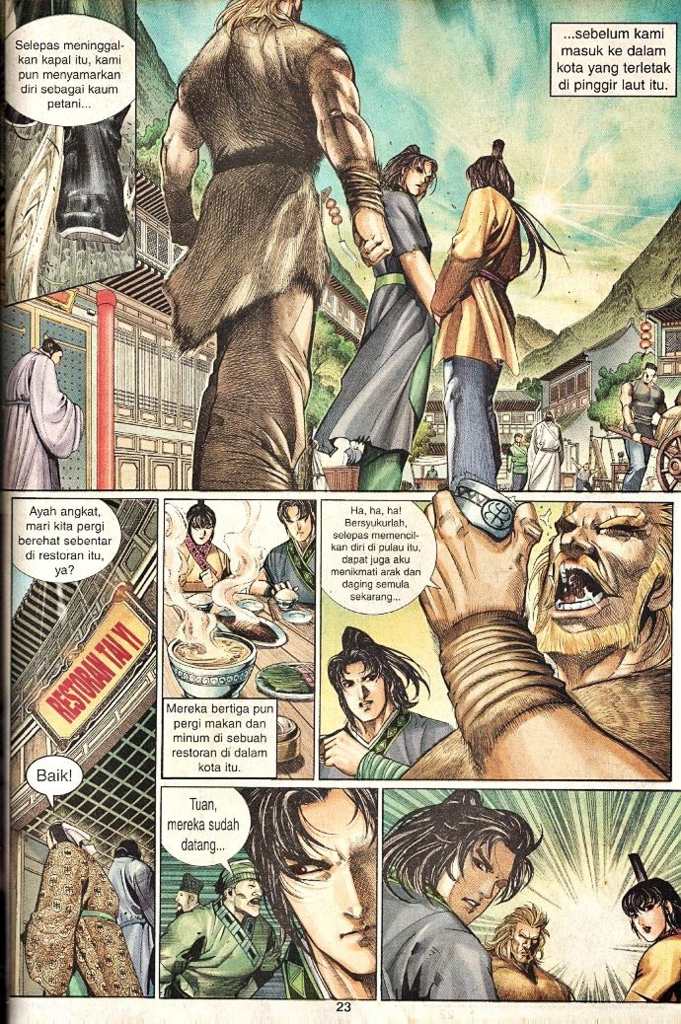 Selepas meninggal-
kan kapal itu, kami
pun menyamarkan
diri sebagai kaum
petani...
...sebelum kami
masuk ke dalam
kota yang terletak
di pinggir laut itu.
Ayah angkat,
mari kita pergi
berehat sebentar
di restoran itu,
ya?
RESTORAN TAI YI
Baik!
Mereka bertiga pun
pergi makan dan
minum di sebuah
restoran di dalam
kota itu.
Ha, ha, ha!
Bersyukurlah,
selepas memencil-
kan diri di pulau itu,
dapat juga aku
menikmati arak dan
daging semula
sekarang...
Tuan,
mereka sudah
datang...
23